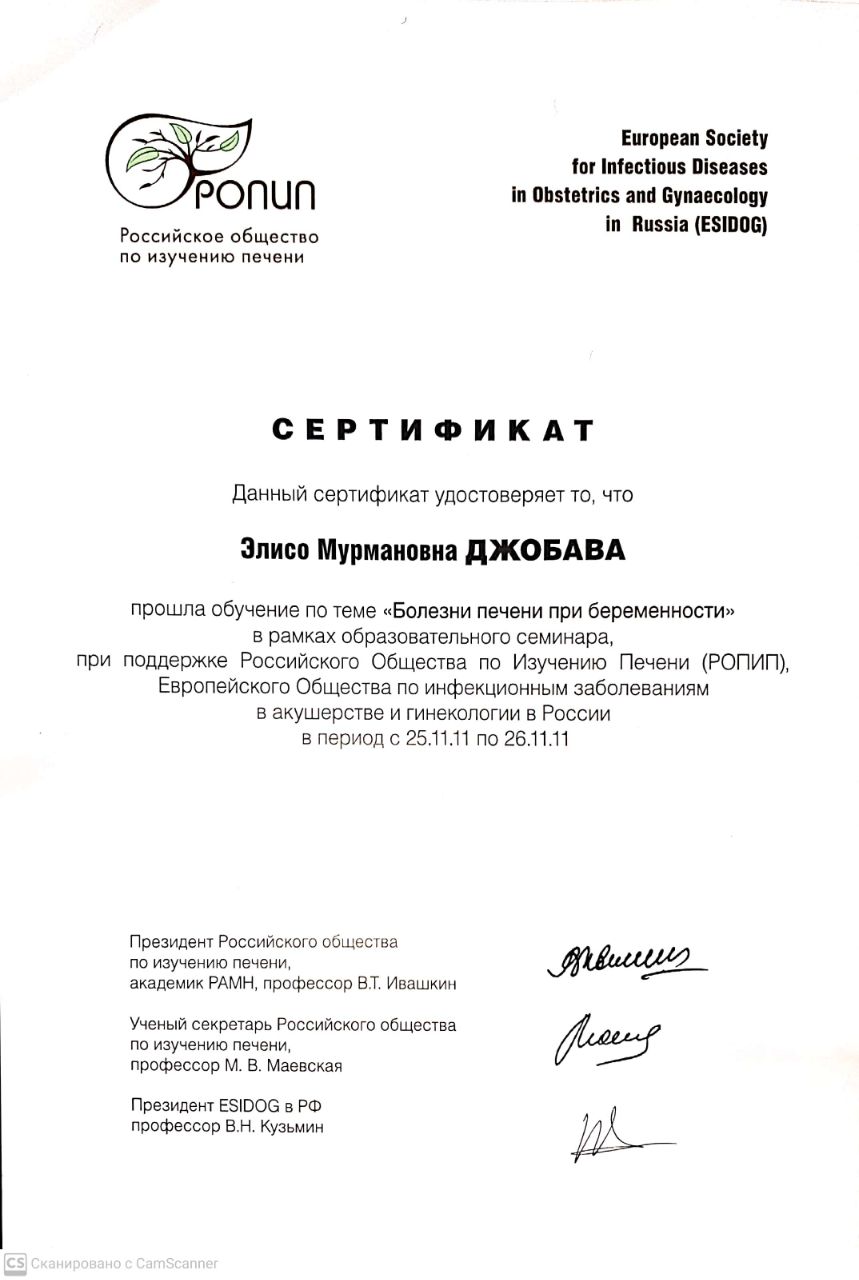 РОПИП
Российское общество
по изучению печени
European Society
for Infectious Diseases
in Obstetrics and Gynaecology
in Russia (ESIDOG)
СЕРТИФИКАТ
Данный сертификат удостоверяет то, что
Элисо Мурмановна ДЖОБАВА
прошла обучение по теме «Болезни печени при беременности»
в рамках образовательного семинара,
при поддержке Российского Общества по Изучению Печени (РОПИП),
Европейского Общества по инфекционным заболеваниям
в акушерстве и гинекологии в России
в период с 25.11.11 по 26.11.11
Президент Российского общества
по изучению печени,
академик РАМН, профессор В.Т. Ивашкин
Ученый секретарь Российского общества
по изучению печени,
профессор М. В. Маевская
Президент ESIDOG в РФ
профессор В.Н. Кузьмин
CS Сканировано с CamScanner